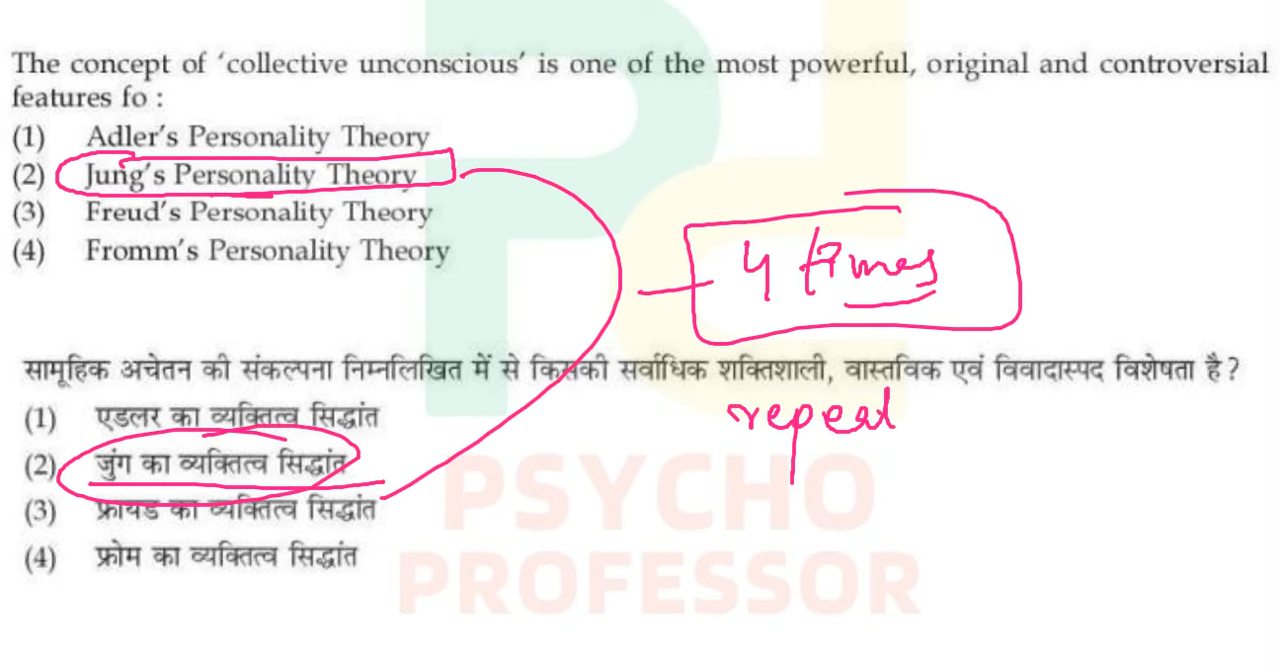 The concept of ‘collective unconscious’ is one of the most powerful, original and controversial
features fo :
(1) Adler’s Personality Theory
(2) Jung’s Personality Theory
(3) Freud’s Personality Theory
(4) Fromm’s Personality Theory
4 times
सामूहिक अचेतन की संकल्पना निम्नलिखित में से किसकी सर्वाधिक शक्तिशाली, वास्तविक एवं विवादास्पद विशेषता है ?
repeat
(1) एडलर का व्यक्तित्व सिद्धांत
(2) जुंग का व्यक्तित्व सिद्धांत
(3) फ्रायड का व्यक्तित्व सिद्धांत
(4) फ्रोम का व्यक्तित्व सिद्धांत
PSYCHO
PROFESSOR